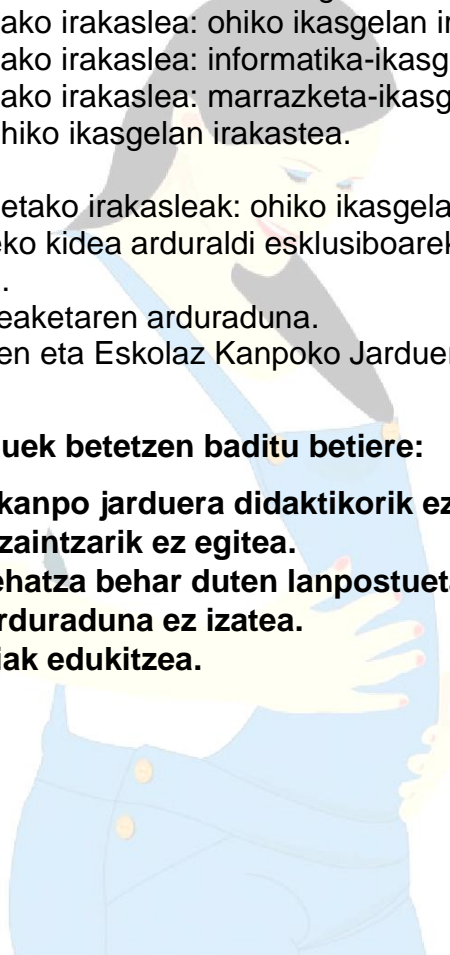 ako irakaslea: ohiko ikasgelan ir
ako irakaslea: informatika-ikasg
ako irakaslea: marrazketa-ikasg
hiko ikasgelan irakastea.
etako irakasleak: ohiko ikasgela
eko kidea arduraldi esklusiboarek
.
eaketaren arduraduna.
en eta Eskolaz Kanpoko Jarduer
uek betetzen baditu betiere:
kanpo jarduera didaktikorik ez
zaintzarik ez egitea.
ehatza behar duten lanpostueta
rduraduna ez izatea.
iak edukitzea.